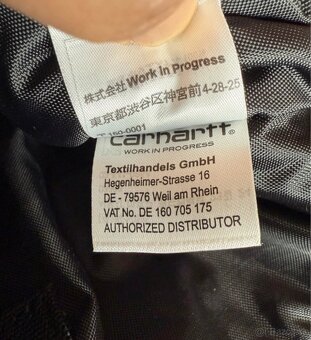 株式会社 Work In Progress
東京都渋谷区神宮前4-28-25
〒150-0001
carhartt®
WORK IN PROGRESS
Textilhandels GmbH
Hegenheimer-Strasse 16
DE - 79576 Weil am Rhein
VAT No. DE 160 705 175
AUTHORIZED DISTRIBUTOR